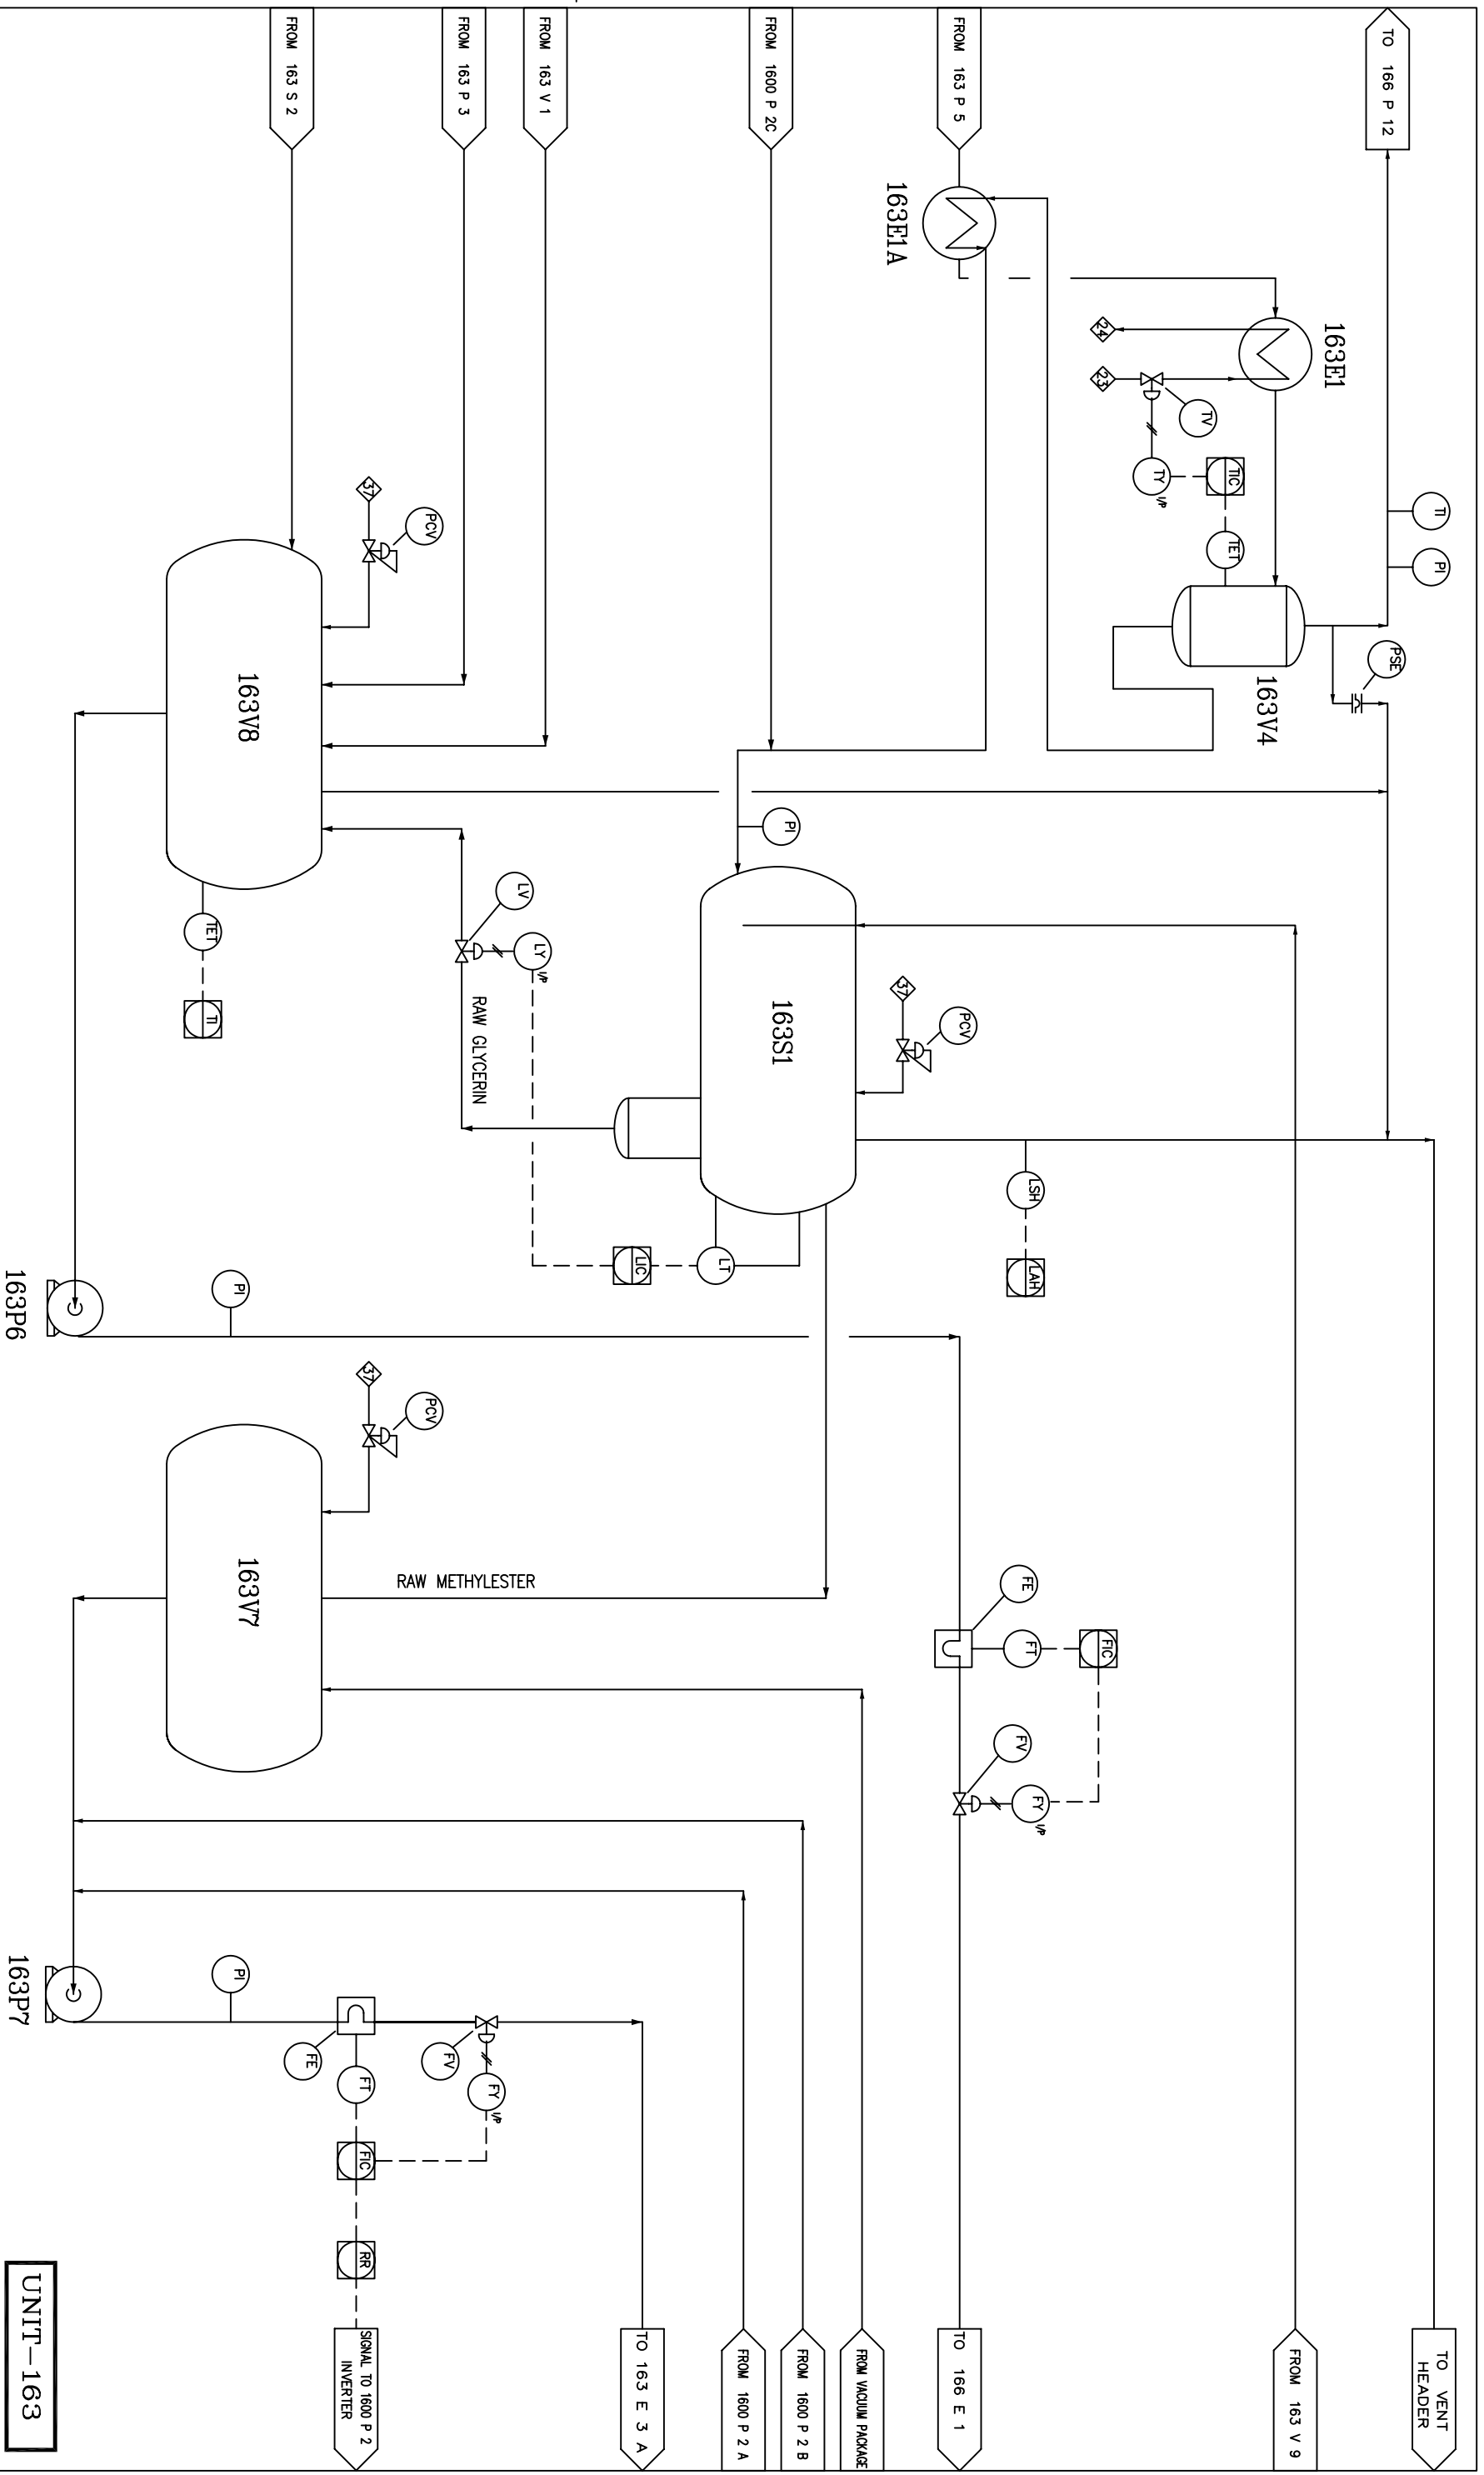 TO 166 P 12
FROM 163 P 5
FROM 1600 P 2C
FROM 163 V 1
FROM 163 P 3
FROM 163 S 2
163E1A
163E1
24
23
TV
TY
I/P
TIC
TET
TI
PI
PSE
163V4
37
PCV
163V8
TET
TI
PI
LV
LY
I/P
RAW GLYCERIN
37
PCV
163S1
LSH
LAH
LT
LIC
PI
163P6
37
PCV
163V7
RAW METHYLESTER
FE
FT
FIC
FV
FY
I/P
PI
163P7
FE
FT
FV
FY
I/P
FIC
RR
TO VENT
HEADER
FROM 163 V 9
TO 166 E 1
FROM VACUUM PACKAGE
FROM 1600 P 2 B
FROM 1600 P 2 A
TO 163 E 3 A
SIGNAL TO 1600 P 2
INVERTER
UNIT-163